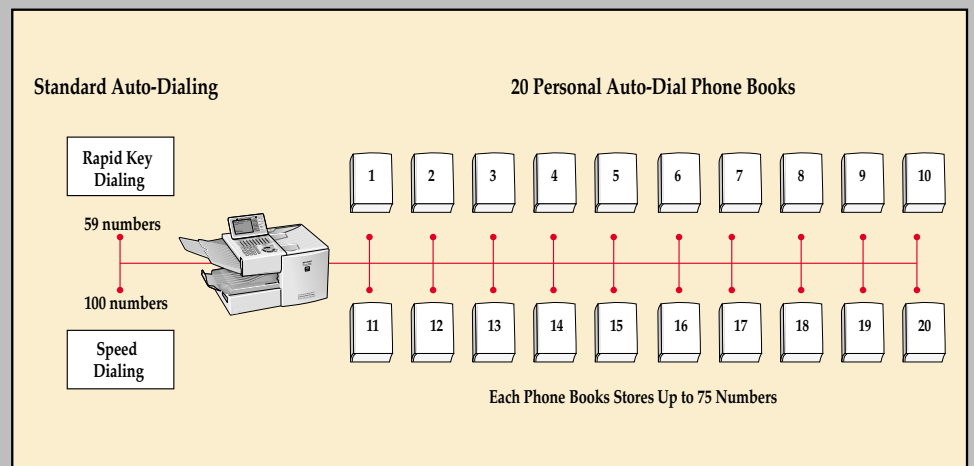 Standard Auto-Dialing
20 Personal Auto-Dial Phone Books
Rapid Key
Dialing
59 numbers
100 numbers
Speed
Dialing
1 2 3 4 5 6 7 8 9 10
11 12 13 14 15 16 17 18 19 20
Each Phone Books Stores Up to 75 Numbers